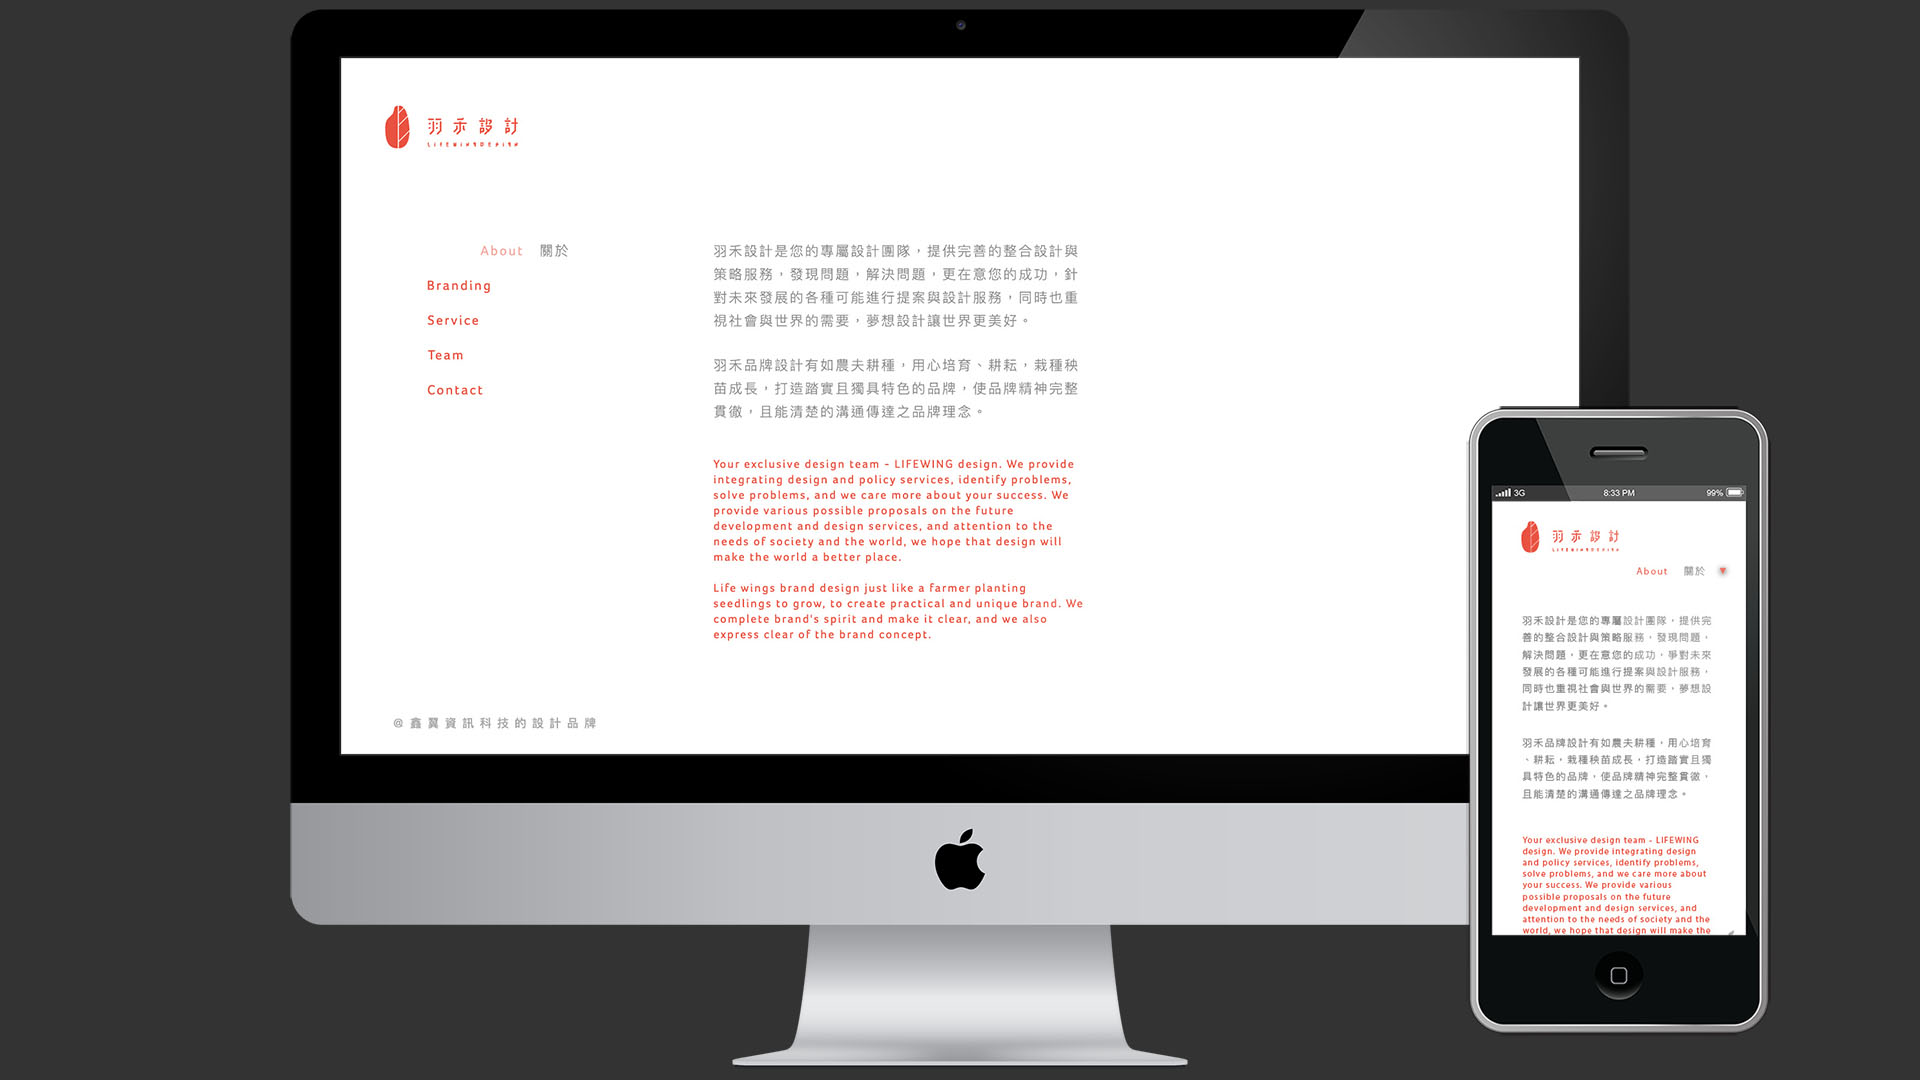 羽禾設計
LIFEWINGDESIGN
About 關於
Branding
Service
Team
Contact
羽禾設計是您的專屬設計團隊，提供完善的整合設計與
策略服務，發現問題，解決問題，更在意您的成功，針
對未來發展的各種可能進行提案與設計服務，同時也重
視社會與世界的需要，夢想設計讓世界更美好。
羽禾品牌設計有如農夫耕種，用心培育、耕耘，栽種秧
苗成長，打造踏實且獨具特色的品牌，使品牌精神完整
貫徹，且能清楚的溝通傳達之品牌理念。
Your exclusive design team - LIFEWING design. We provide
integrating design and policy services, identify problems,
solve problems, and we care more about your success. We
provide various possible proposals on the future
development and design services, and attention to the
needs of society and the world, we hope that design will
make the world a better place.
Life wings brand design just like a farmer planting
seedlings to grow, to create practical and unique brand. We
complete brand's spirit and make it clear, and we also
express clear of the brand concept.
@鑫翼資訊科技的設計品牌
3G 8:33 PM 99%
羽禾設計
LIFEWINGDESIGN
About 關於
羽禾設計是您的專屬設計團隊，提供完
善的整合設計與策略服務，發現問題，
解決問題，更在意您的成功，爭對未來
發展的各種可能進行提案與設計服務，
同時也重視社會與世界的需要，夢想設
計讓世界更美好。
羽禾品牌設計有如農夫耕種，用心培育
、耕耘，栽種秧苗成長，打造踏實且獨
具特色的品牌，使品牌精神完整貫徹，
且能清楚的溝通傳達之品牌理念。
Your exclusive design team - LIFEWING
design. We provide integrating design
and policy services, identify problems,
solve problems, and we care more about
your success. We provide various
possible proposals on the future
development and design services, and
attention to the needs of society and the
world, we hope that design will make the